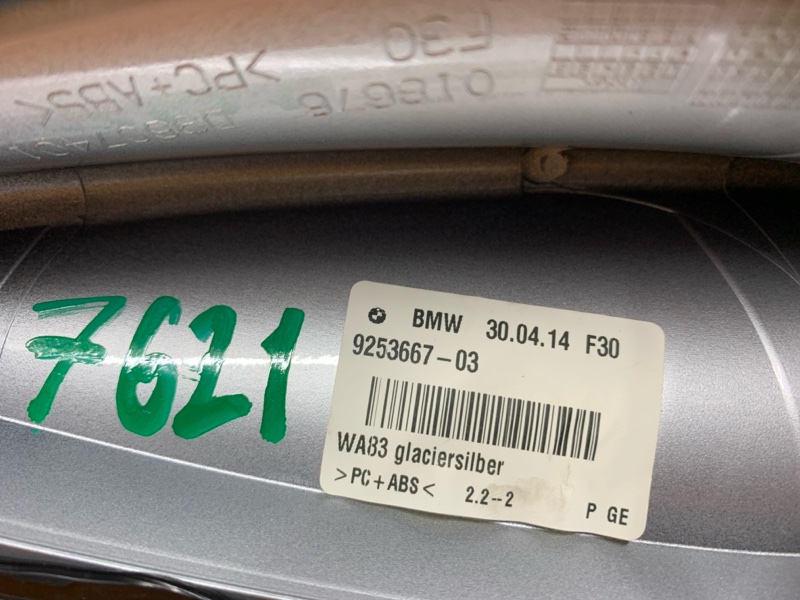 F30
>PC+ABS<
7621
BMW 30.04.14 F30
9253667-03
WA83 glaciersilber
>PC+ABS< 2.2--2
P GE